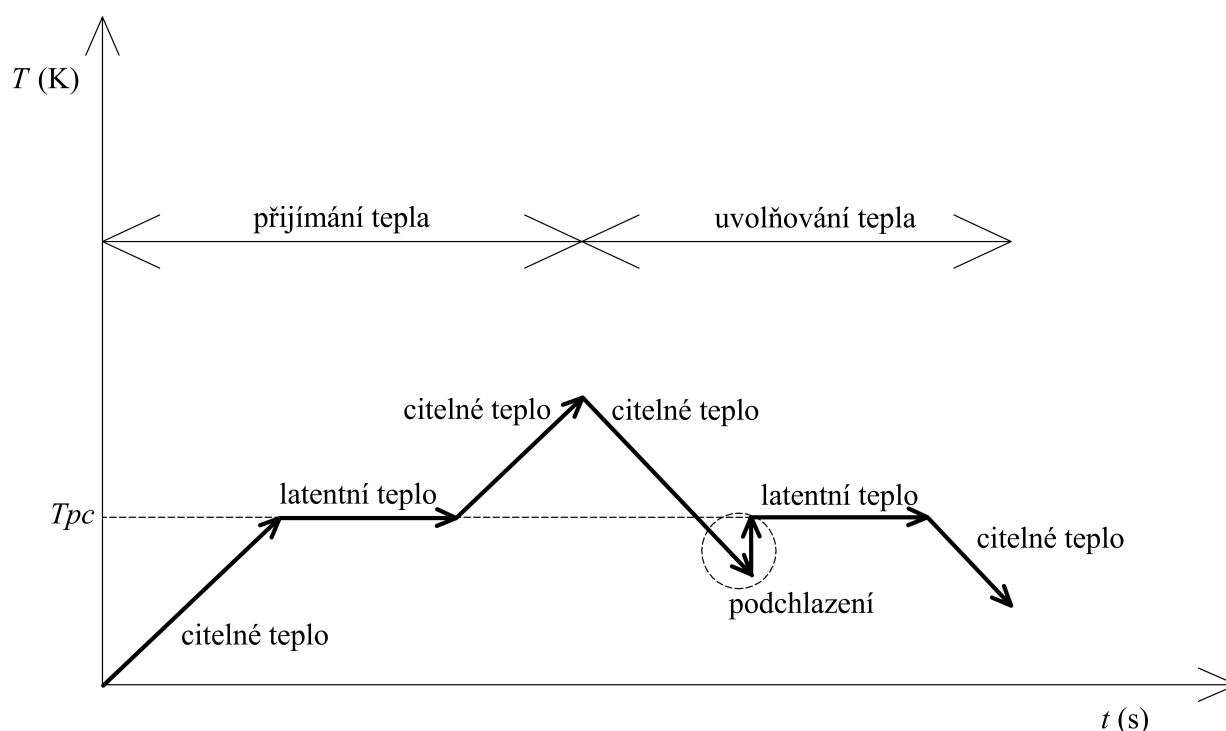 T (K)
přijímání tepla
uvolňování tepla
citelné teplo
citelné teplo
latentní teplo
latentní teplo
Tpc
citelné teplo
podchlazení
citelné teplo
t (s)